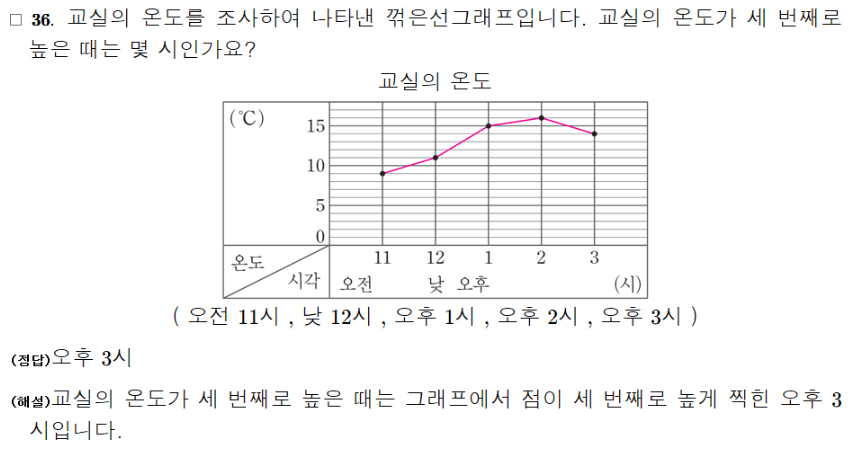 □ 36. 교실의 온도를 조사하여 나타낸 꺾은선그래프입니다. 교실의 온도가 세 번째로
높은 때는 몇 시인가요?
교실의 온도
(℃)
15
10
5
0
온도
시각
11 12 1 2 3
오전 낮 오후 (시)
( 오전 11시 , 낮 12시 , 오후 1시 , 오후 2시 , 오후 3시 )
(정답)오후 3시
(해설)교실의 온도가 세 번째로 높은 때는 그래프에서 점이 세 번째로 높게 찍힌 오후 3
시입니다.